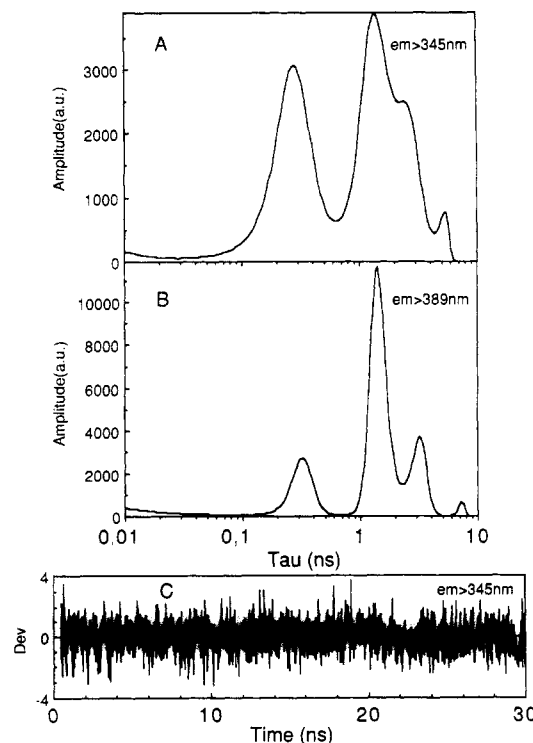 A
em>345nm
3000
2000
1000
0
Amplitude(a.u.)
B
em>389nm
10000
8000
6000
4000
2000
0
Amplitude(a.u.)
0,01 0,1 1 10
Tau (ns)
C
em>345nm
4
0
-4
Dev
0 10 20 30
Time (ns)